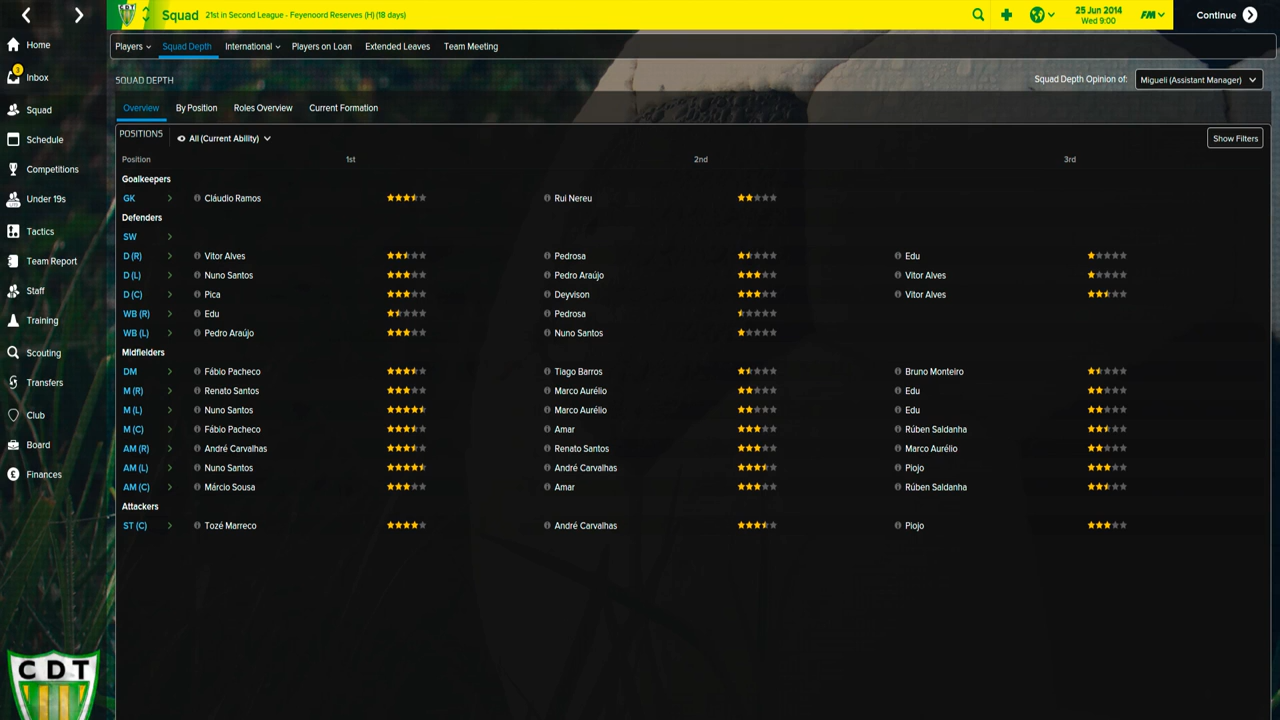 Squad 21st in Second League - Feyenoord Reserves (H) (18 days) 25 Jun 2014 Wed 9:00 FM Continue
Home
3
Inbox
Squad
Schedule
Competitions
Under 19s
Tactics
Team Report
Staff
Training
Scouting
Transfers
Club
Board
Finances
CDT
Players Squad Depth International Players on Loan Extended Leaves Team Meeting
SQUAD DEPTH Squad Depth Opinion of: Migueli (Assistant Manager)
Overview By Position Roles Overview Current Formation
POSITIONS All (Current Ability) Show Filters
Position 1st 2nd 3rd
Goalkeepers
GK Cláudio Ramos Rui Nereu
Defenders
SW
D (R) Vitor Alves Pedrosa Edu
D (L) Nuno Santos Pedro Araújo Vitor Alves
D (C) Pica Deyvison Vitor Alves
WB (R) Edu Pedrosa
WB (L) Pedro Araújo Nuno Santos
Midfielders
DM Fábio Pacheco Tiago Barros Bruno Monteiro
M (R) Renato Santos Marco Aurélio Edu
M (L) Nuno Santos Marco Aurélio Edu
M (C) Fábio Pacheco Amar Rúben Saldanha
AM (R) André Carvalhas Renato Santos Marco Aurélio
AM (L) Nuno Santos André Carvalhas Piojo
AM (C) Márcio Sousa Amar Rúben Saldanha
Attackers
ST (C) Tozé Marreco André Carvalhas Piojo